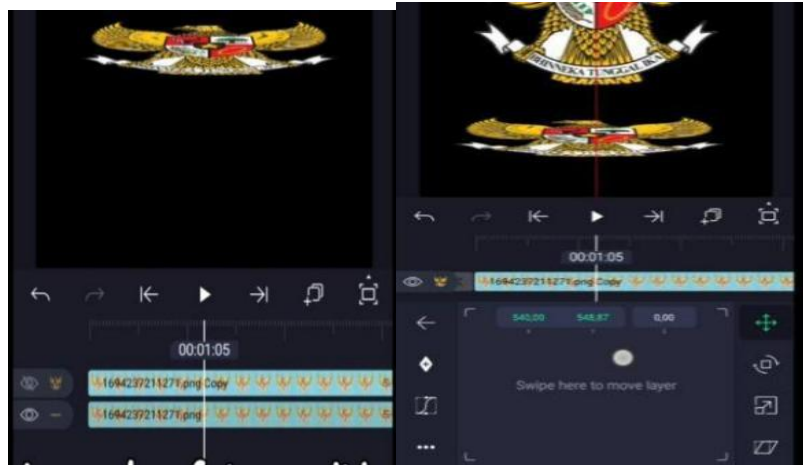 00:01:05
1694237211271.png Copy
1694237211271.png
BHINNEKA TUNGGAL IKA
00:01:05
1694237211271.png Copy
540,00 548,87 0,00
Swipe here to move layer